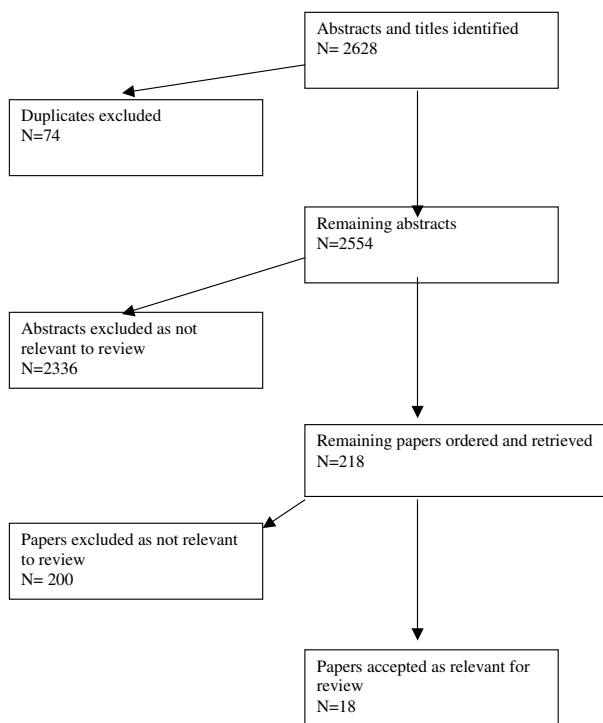 Abstracts and titles identified
N= 2628
Duplicates excluded
N=74
Remaining abstracts
N=2554
Abstracts excluded as not
relevant to review
N=2336
Remaining papers ordered and retrieved
N=218
Papers excluded as not relevant
to review
N= 200
Papers accepted as relevant for
review
N=18